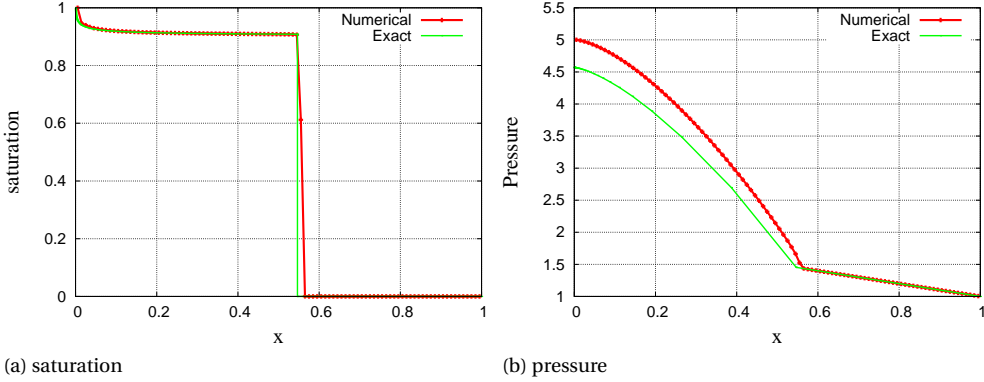 1
0.8
0.6
0.4
0.2
0
0 0.2 0.4 0.6 0.8 1
saturation
x
Numerical
Exact
(a) saturation
5.5
5
4.5
4
3.5
3
2.5
2
1.5
1
0 0.2 0.4 0.6 0.8 1
Pressure
x
Numerical
Exact
(b) pressure